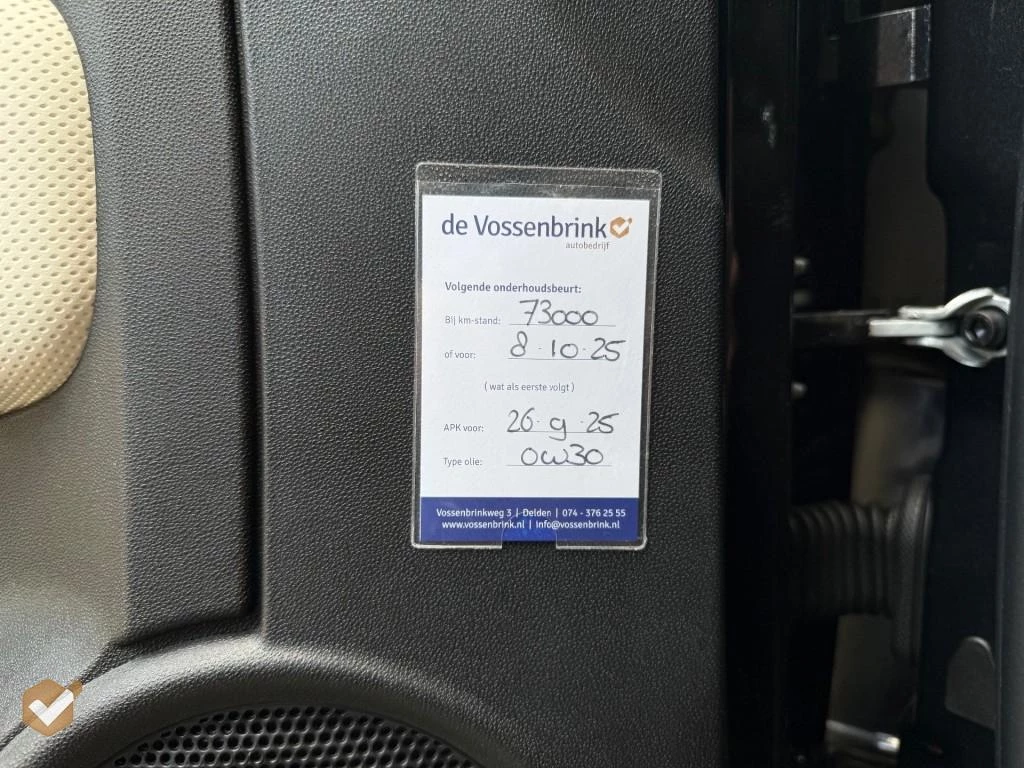 de Vossenbrink
autobedrijf
Volgende onderhoudsbeurt:
Bij km-stand: 73000
of voor: 8-10-25
( wat als eerste volgt )
APK voor: 26-9-25
Type olie: 0w30
Vossenbrinkweg 3 | Delden | 074 - 376 25 55
www.vossenbrink.nl | info@vossenbrink.nl